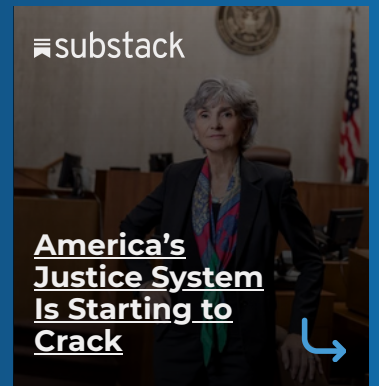 substack
America’s
Justice System
Is Starting to
Crack